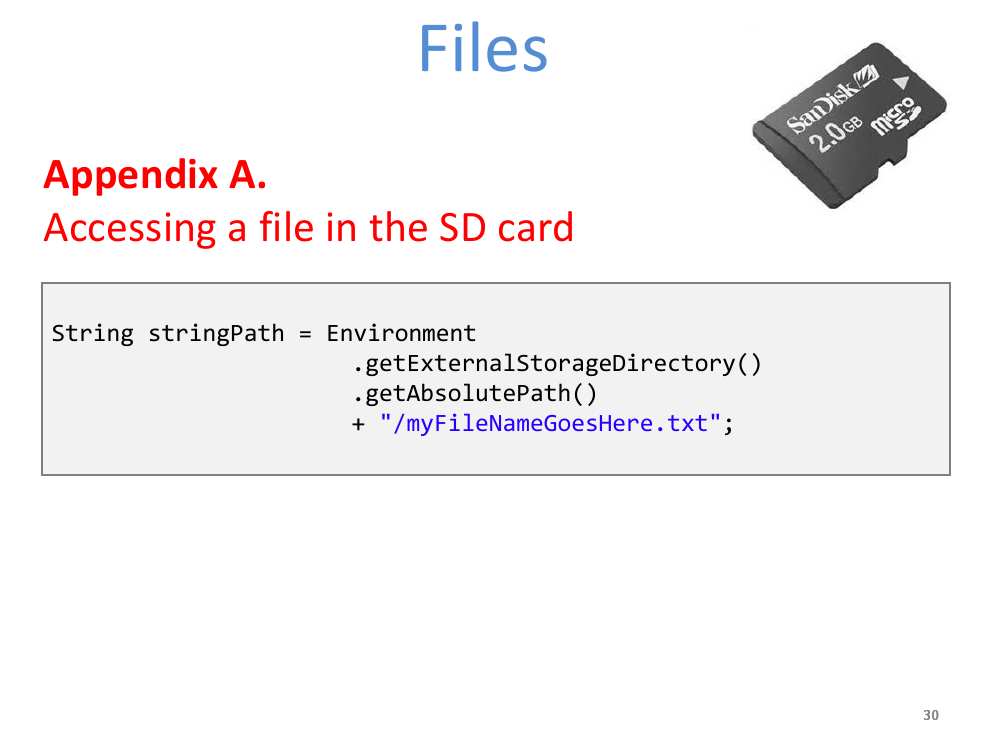 Files
SanDisk
2.0GB
micro
SD
Appendix A.
Accessing a file in the SD card
String stringPath = Environment
.getExternalStorageDirectory()
.getAbsolutePath()
+ "/myFileNameGoesHere.txt";
30